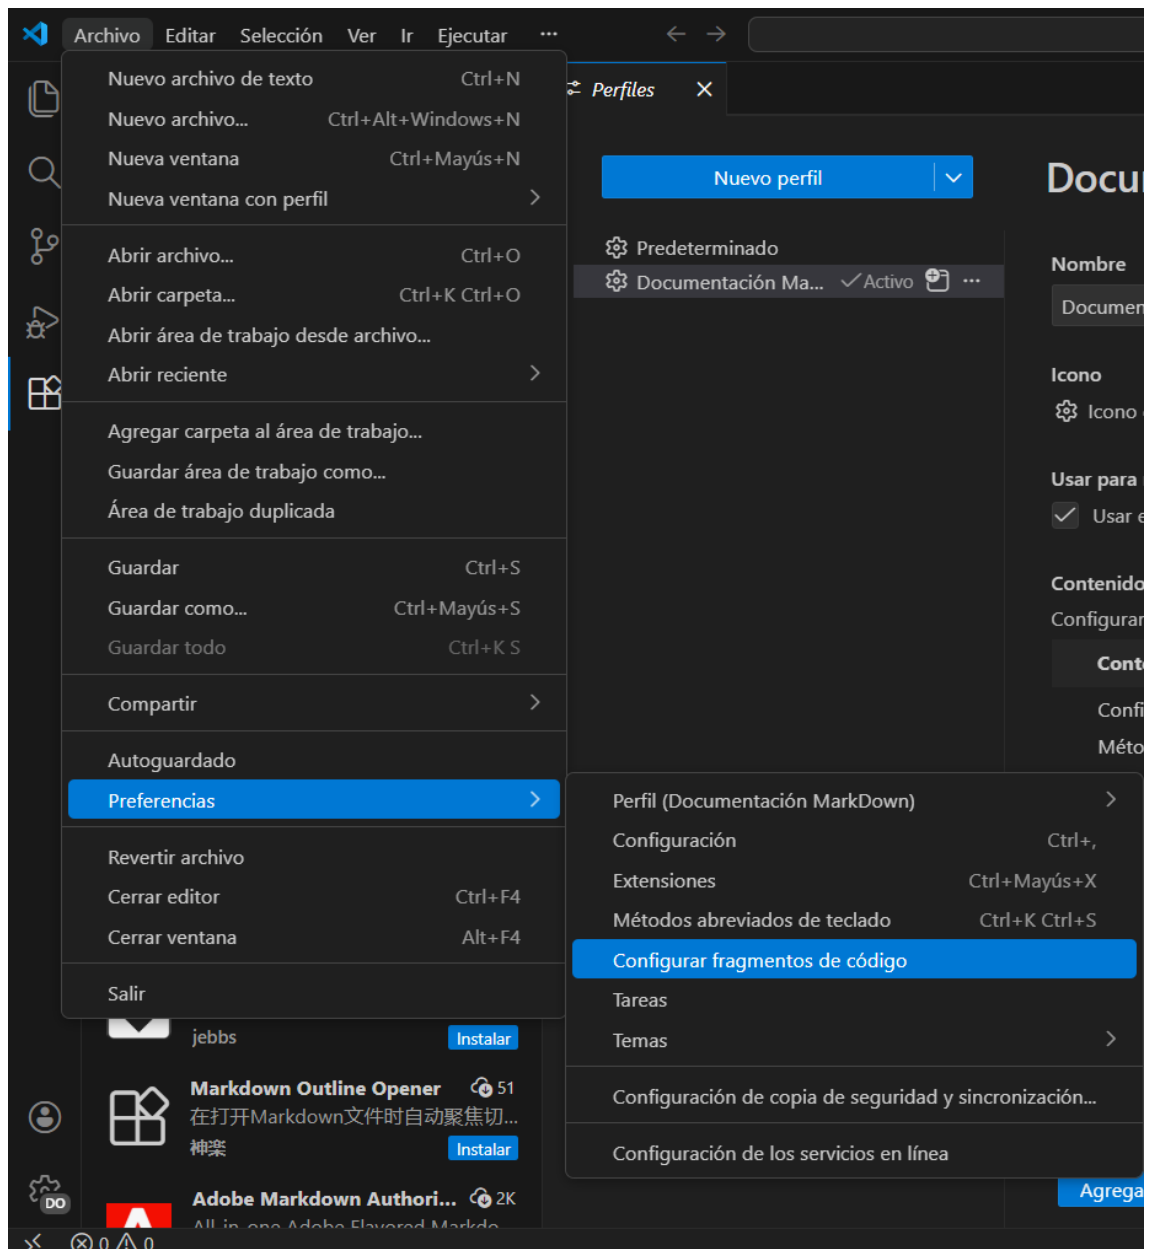 Archivo Editar Selección Ver Ir Ejecutar ···
Nuevo archivo de texto Ctrl+N
Nuevo archivo... Ctrl+Alt+Windows+N
Nueva ventana Ctrl+Mayús+N
Nueva ventana con perfil
Abrir archivo... Ctrl+O
Abrir carpeta... Ctrl+K Ctrl+O
Abrir área de trabajo desde archivo...
Abrir reciente
Agregar carpeta al área de trabajo...
Guardar área de trabajo como...
Área de trabajo duplicada
Guardar Ctrl+S
Guardar como... Ctrl+Mayús+S
Guardar todo Ctrl+K S
Compartir
Autoguardado
Preferencias
Revertir archivo
Cerrar editor Ctrl+F4
Cerrar ventana Alt+F4
Salir
Perfiles
Nuevo perfil
Predeterminado
Documentación Ma... Activo ···
Docu
Nombre
Documen
Icono
Icono
Usar para
Usar e
Contenido
Configurar
Cont
Confi
Méto
Perfil (Documentación MarkDown)
Configuración Ctrl+,
Extensiones Ctrl+Mayús+X
Métodos abreviados de teclado Ctrl+K Ctrl+S
Configurar fragmentos de código
Tareas
Temas
Configuración de copia de seguridad y sincronización...
Configuración de los servicios en línea
Agrega
jebbs Instalar
Markdown Outline Opener 51
在打开Markdown文件时自动聚焦切...
神楽 Instalar
Adobe Markdown Authori... 2K
All-in-one Adobe Flavored Markdo
DO
0 0